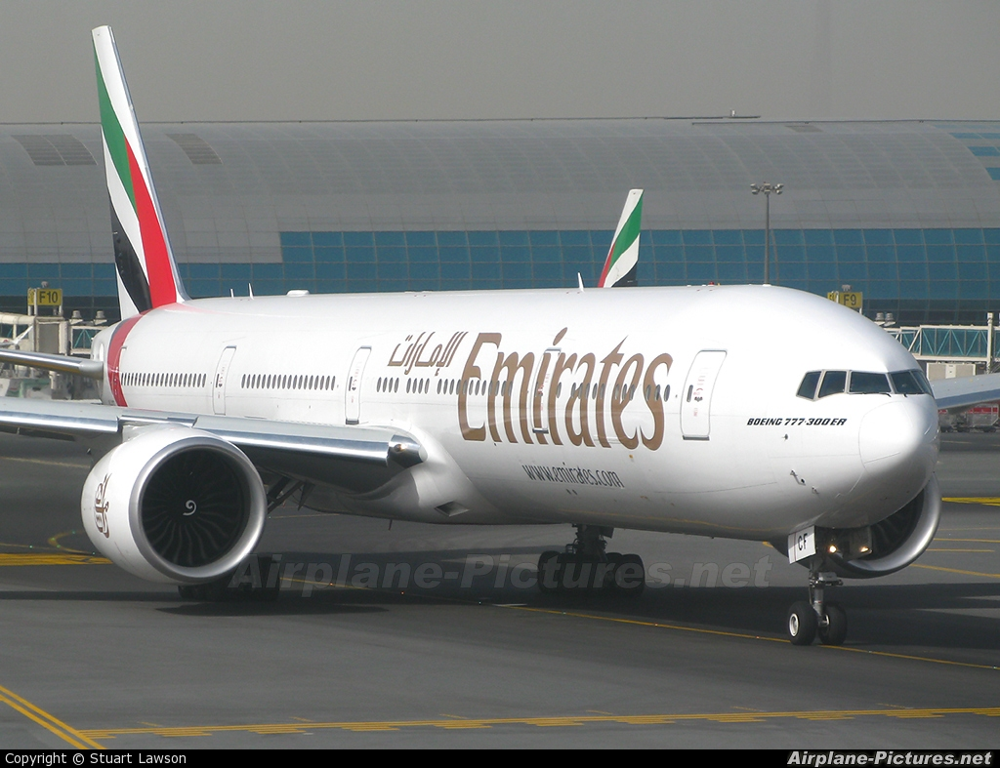 F10
F9
الإمارات
Emirates
BOEING 777-300ER
www.emirates.com
CF
Airplane-Pictures.net
Copyright © Stuart Lawson
Airplane-Pictures.net